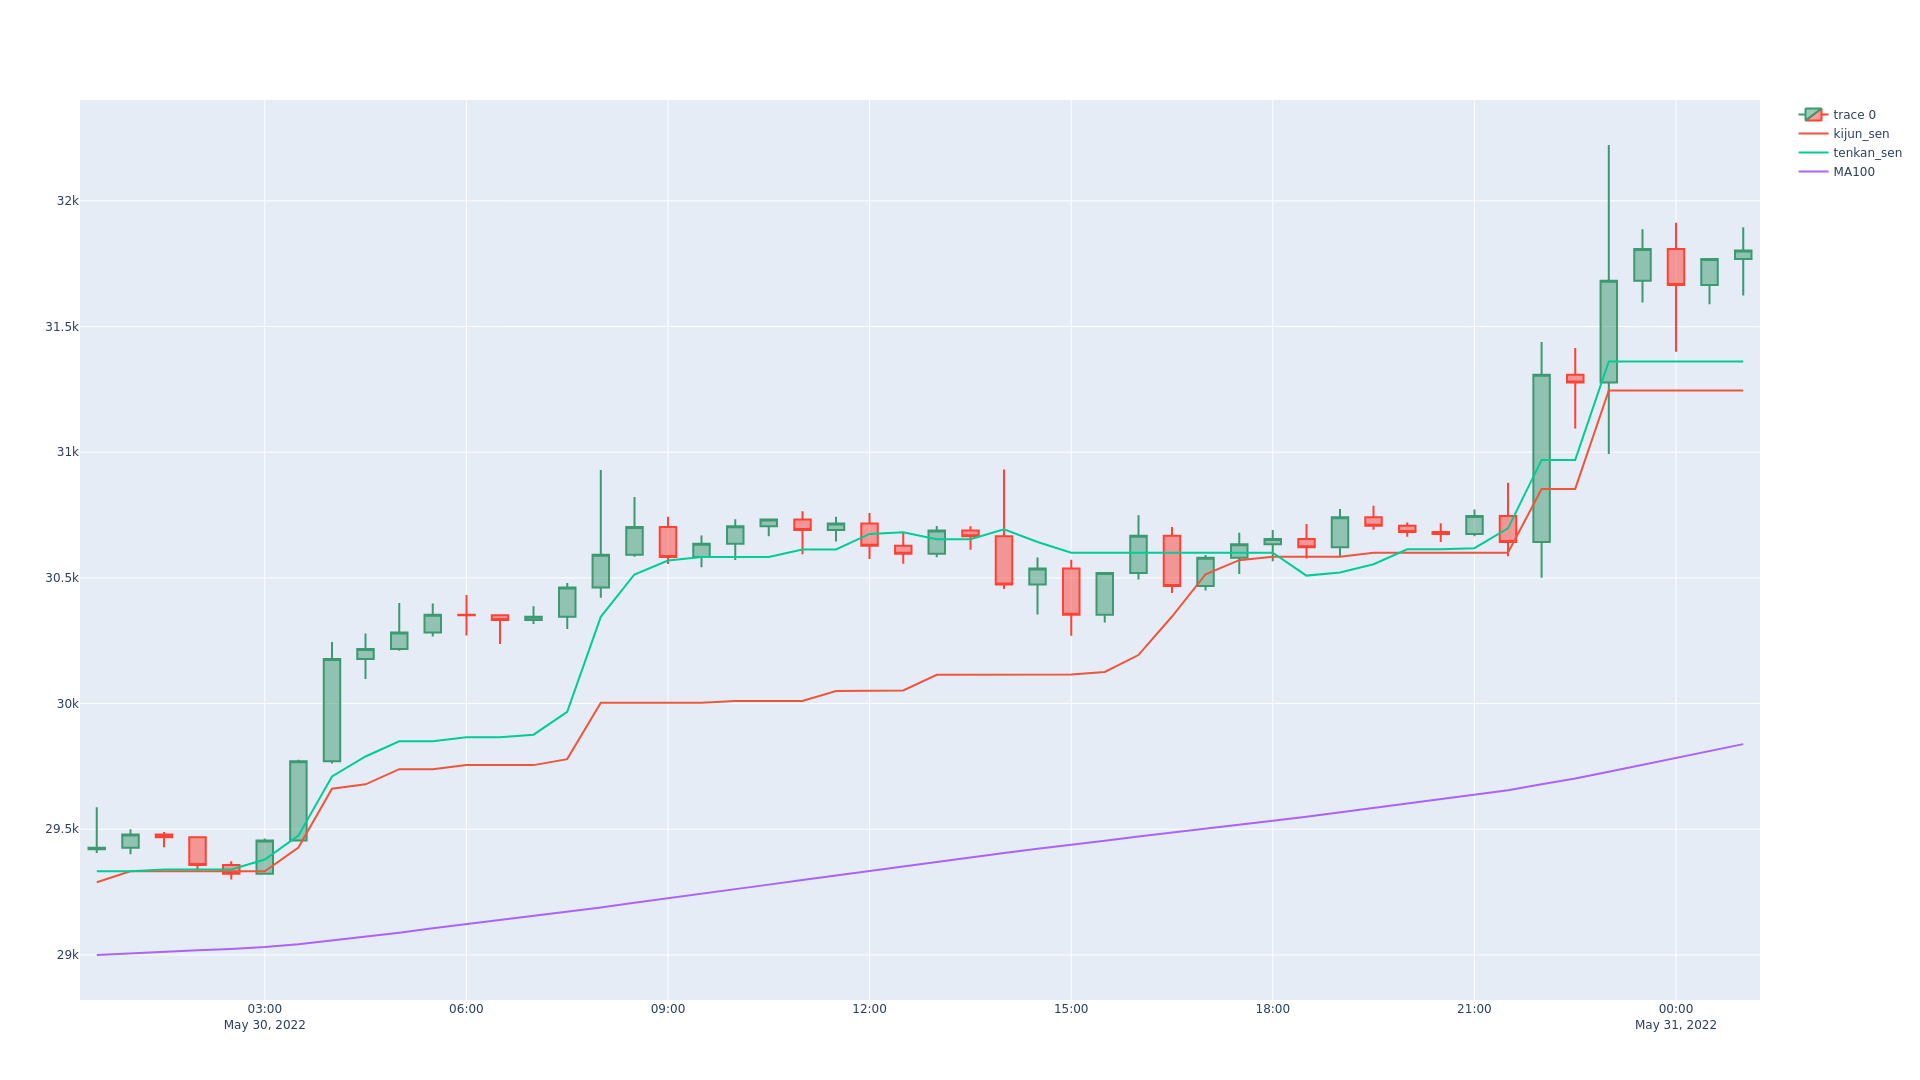 trace 0
kijun_sen
tenkan_sen
MA100
32k
31.5k
31k
30.5k
30k
29.5k
29k
03:00 06:00 09:00 12:00 15:00 18:00 21:00 00:00
May 30, 2022 May 31, 2022